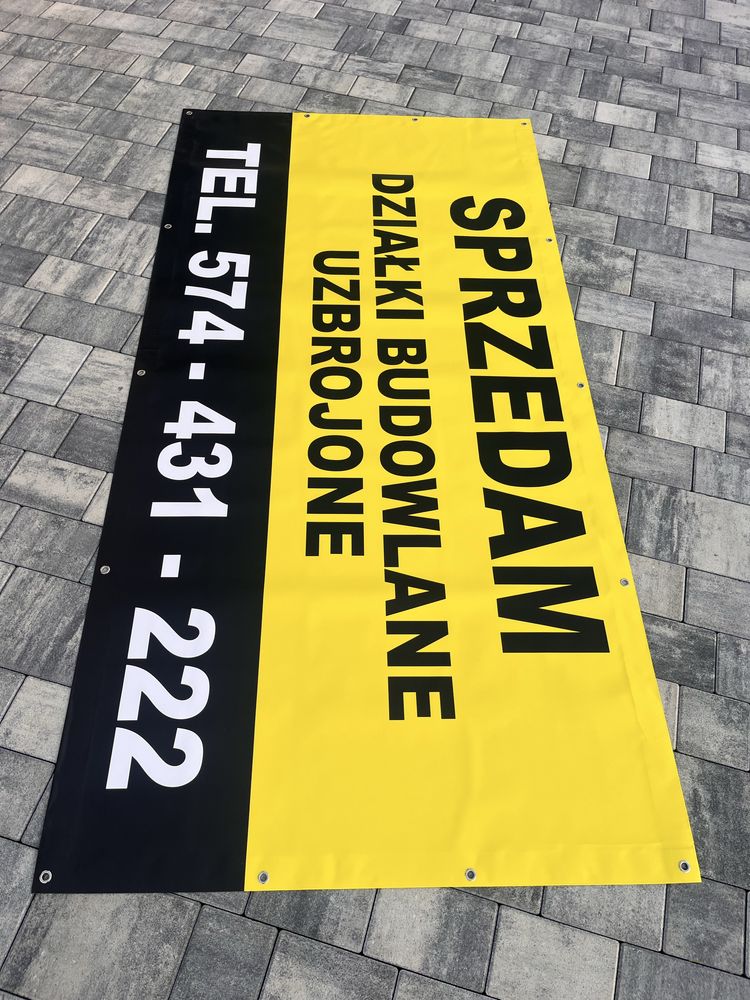 SPRZEDAM
DZIAŁKI BUDOWLANE
UZBROJONE
TEL. 574 - 431 - 222